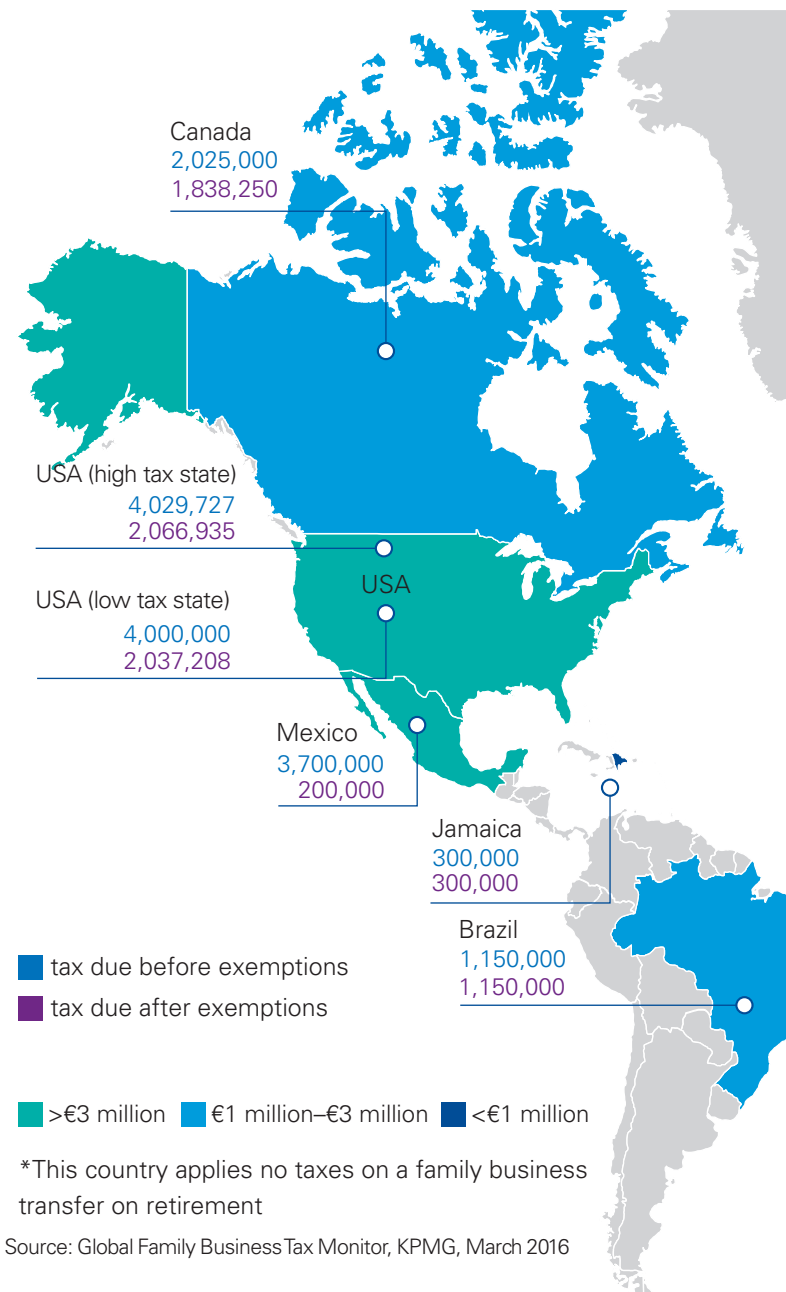 Canada
2,025,000
1,838,250
USA (high tax state)
4,029,727
2,066,935
USA
USA (low tax state)
4,000,000
2,037,208
Mexico
3,700,000
200,000
Jamaica
300,000
300,000
Brazil
1,150,000
1,150,000
tax due before exemptions
tax due after exemptions
>€3 million €1 million–€3 million <€1 million
*This country applies no taxes on a family business
transfer on retirement
Source: Global Family Business Tax Monitor, KPMG, March 2016